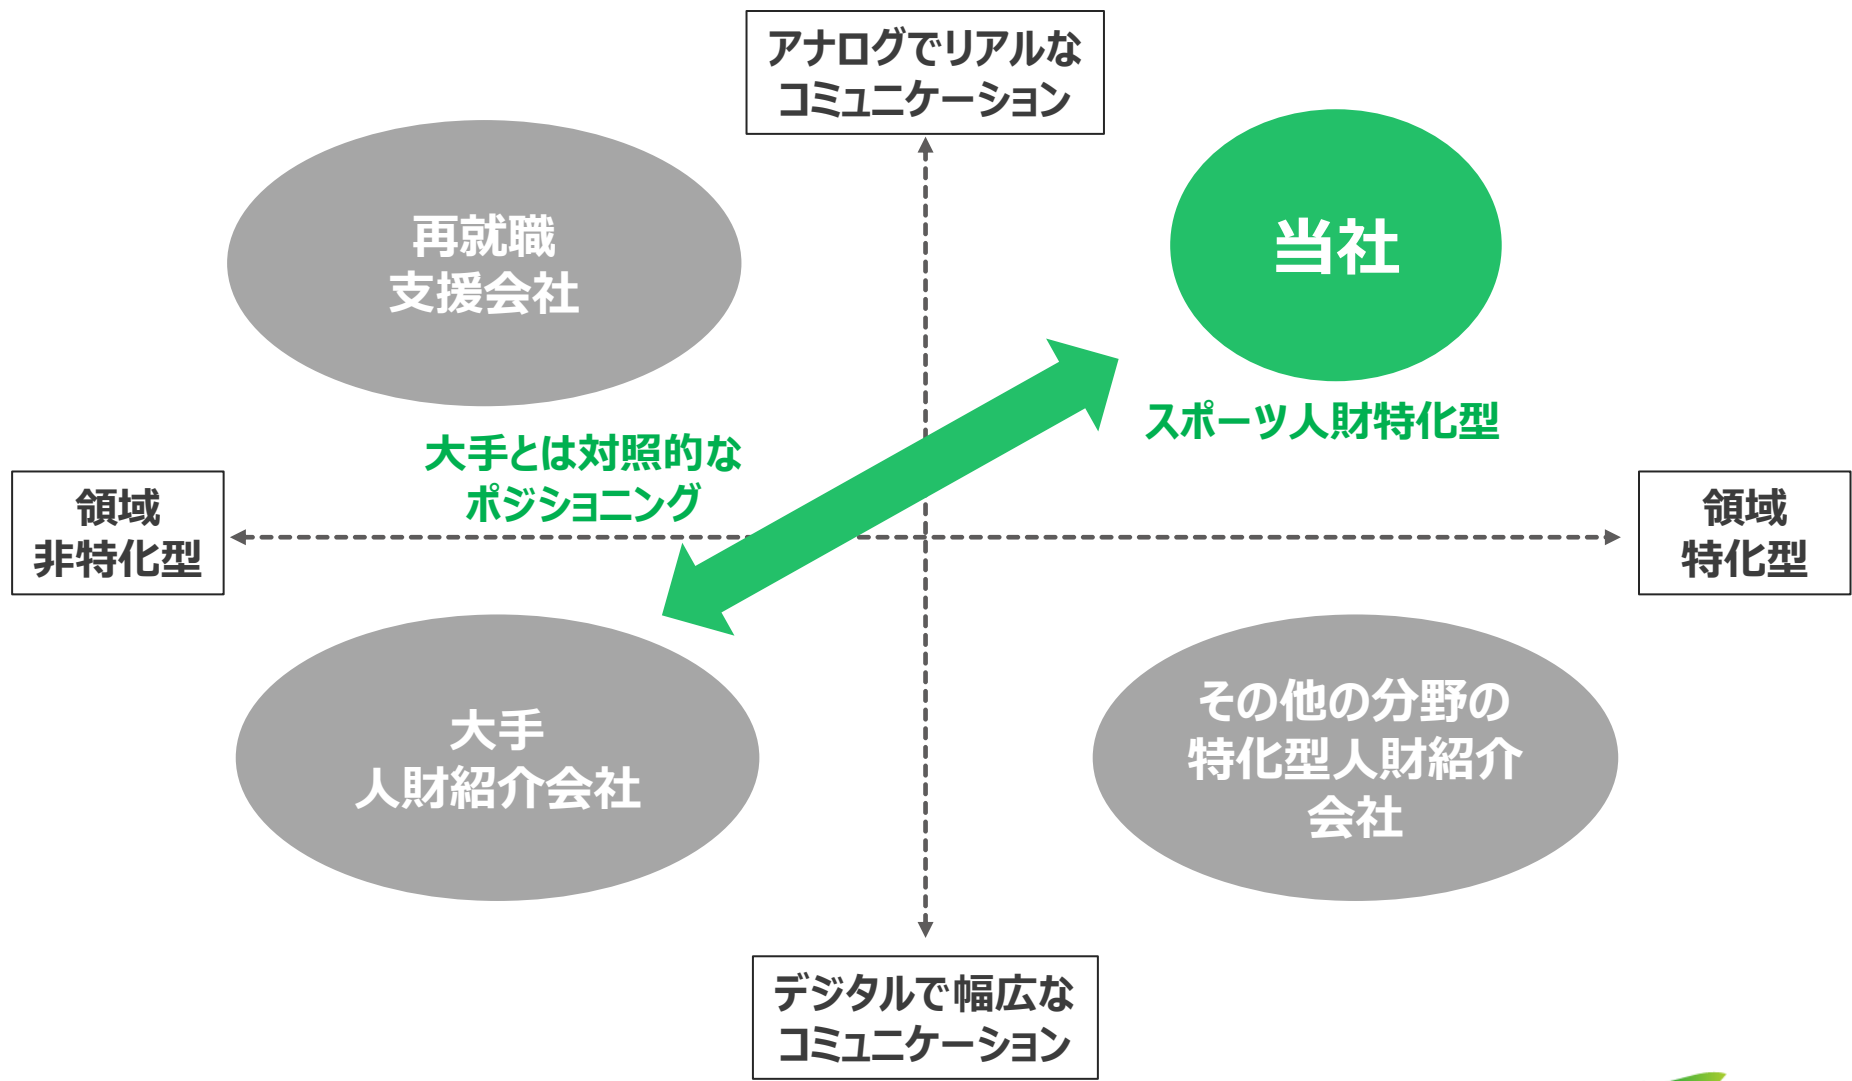 アナログでリアルな
コミュニケーション
再就職
支援会社
当社
スポーツ人財特化型
大手とは対照的な
ポジショニング
領域
非特化型
領域
特化型
大手
人財紹介会社
その他の分野の
特化型人財紹介
会社
デジタルで幅広な
コミュニケーション